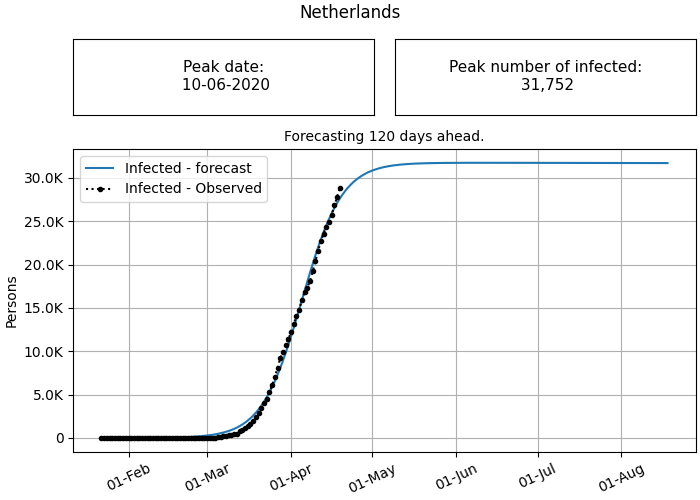 Netherlands
Peak date:
10-06-2020
Peak number of infected:
31,752
Forecasting 120 days ahead.
Infected - forecast
Infected - Observed
30.0K
25.0K
20.0K
15.0K
10.0K
5.0K
0
Persons
01-Feb
01-Mar
01-Apr
01-May
01-Jun
01-Jul
01-Aug